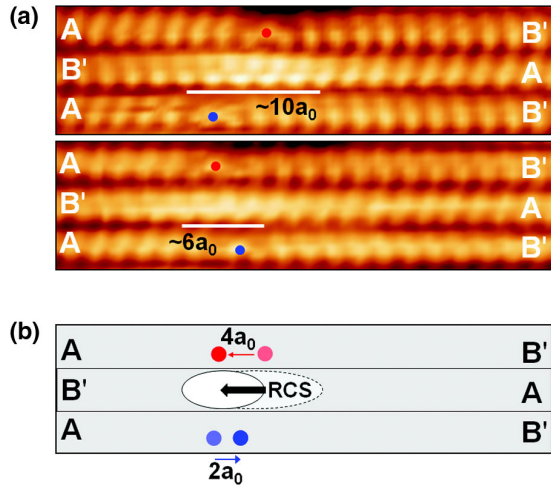 (a)
A B'
B' A
~10a₀
A B'
A B'
B' A
~6a₀
A B'
(b)
4a₀
A B'
B' RCS A
A B'
2a₀